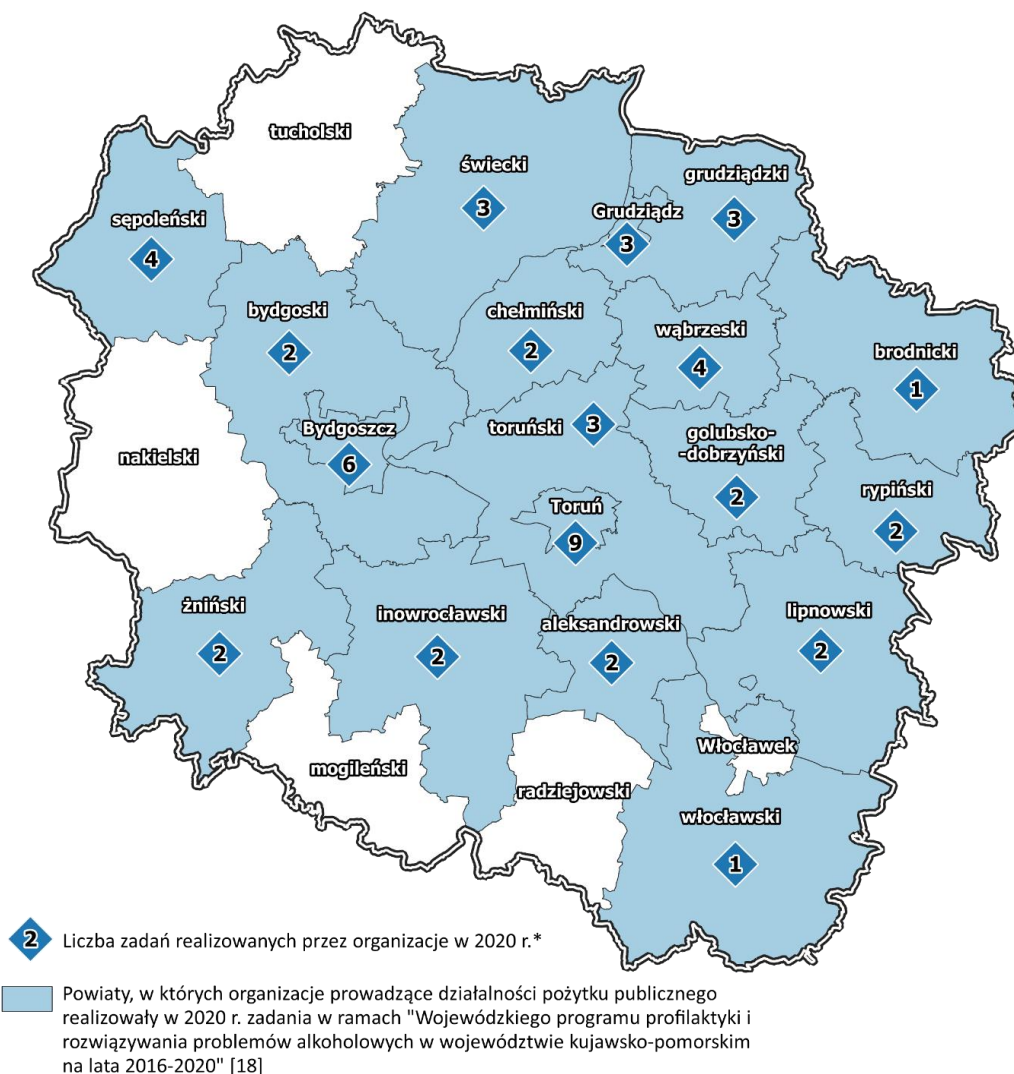 tucholski
świecki
grudziądzki
Grudziądz
3
3
3
sępoleński
4
bydgoski
2
chełmiński
2
wąbrzeski
4
brodnicki
1
nakielski
Bydgoszcz
6
toruński
3
golubsko-
-dobrzyński
2
rypiński
2
Toruń
9
żniński
2
inowrocławski
2
aleksandrowski
2
lipnowski
2
mogileński
radziejowski
Włocławek
włocławski
1
2 Liczba zadań realizowanych przez organizacje w 2020 r.*
Powiaty, w których organizacje prowadzące działalności pożytku publicznego
realizowały w 2020 r. zadania w ramach "Wojewódzkiego programu profilaktyki i
rozwiązywania problemów alkoholowych w województwie kujawsko-pomorskim
na lata 2016-2020" [18]